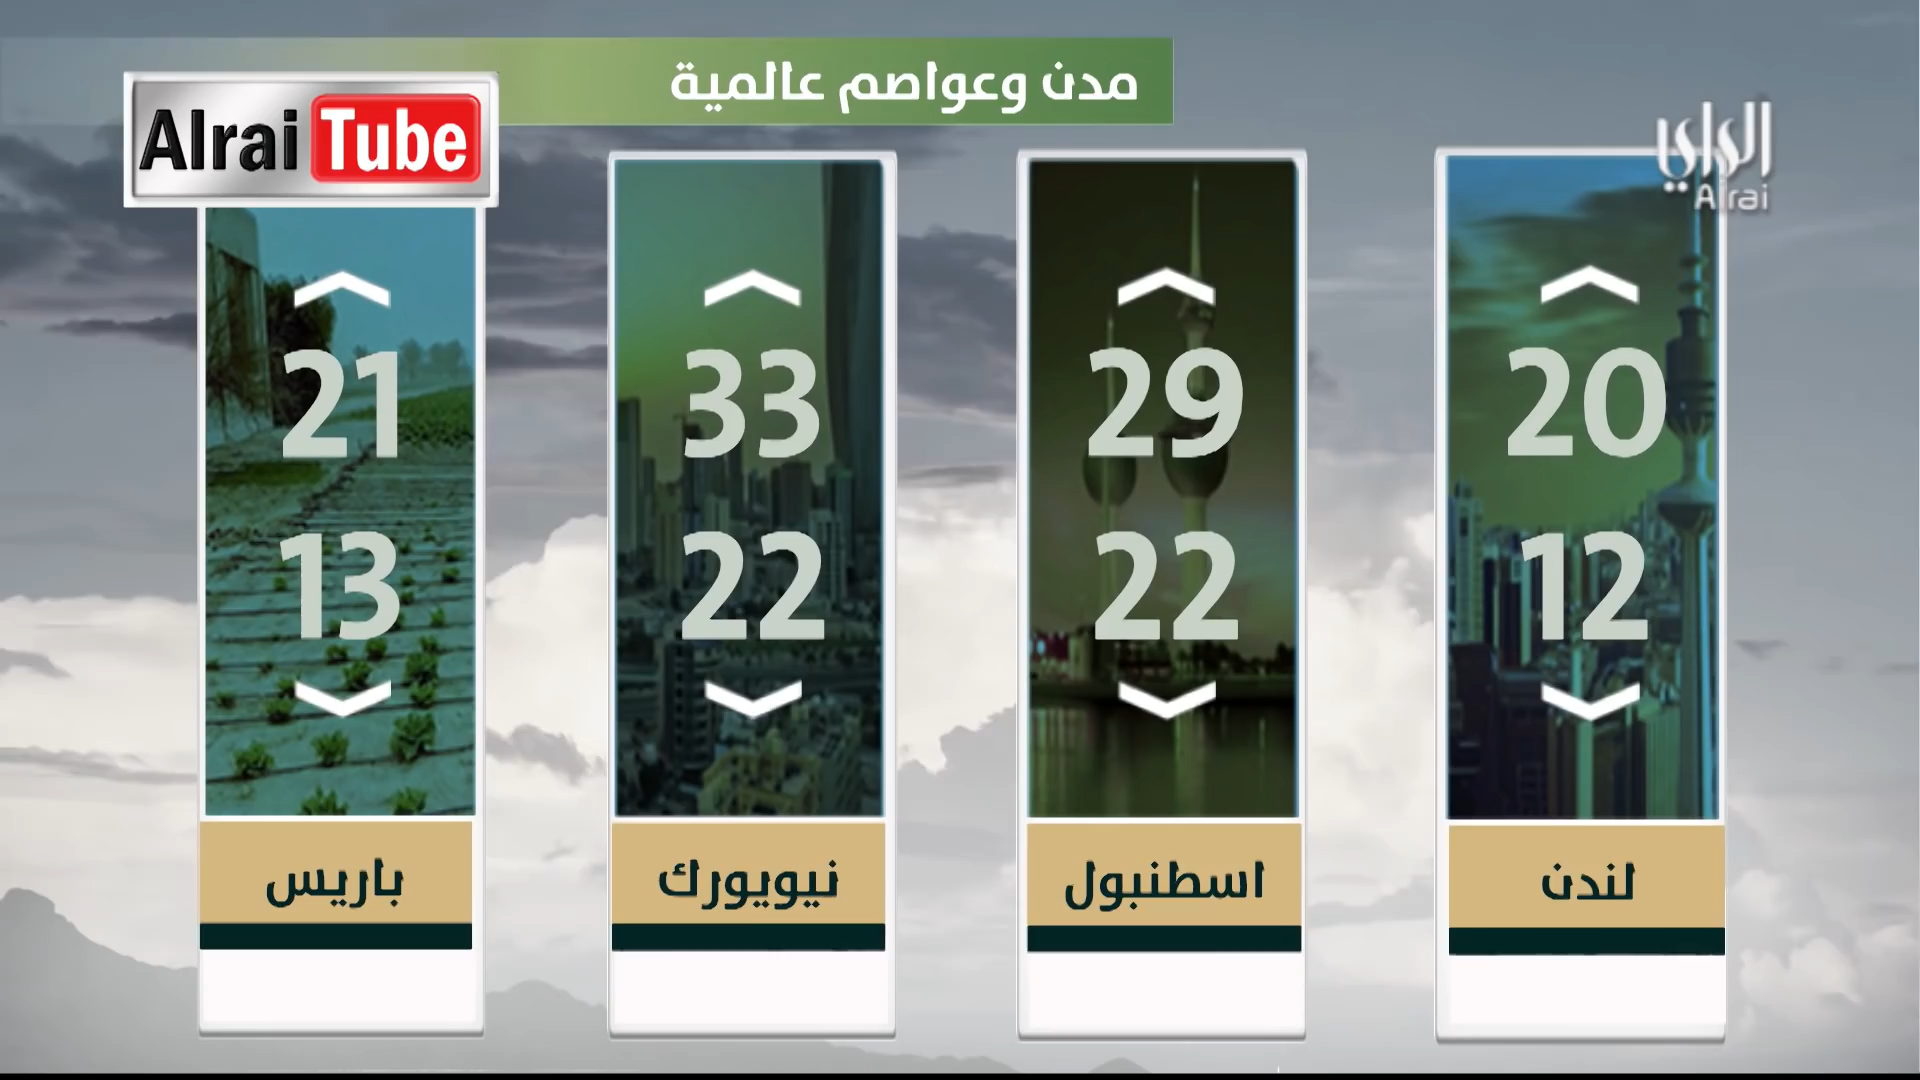 مدن وعواصم عالمية
Alrai Tube
الراي
Alrai
20
12
لندن
29
22
اسطنبول
33
22
نيويورك
21
13
باريس